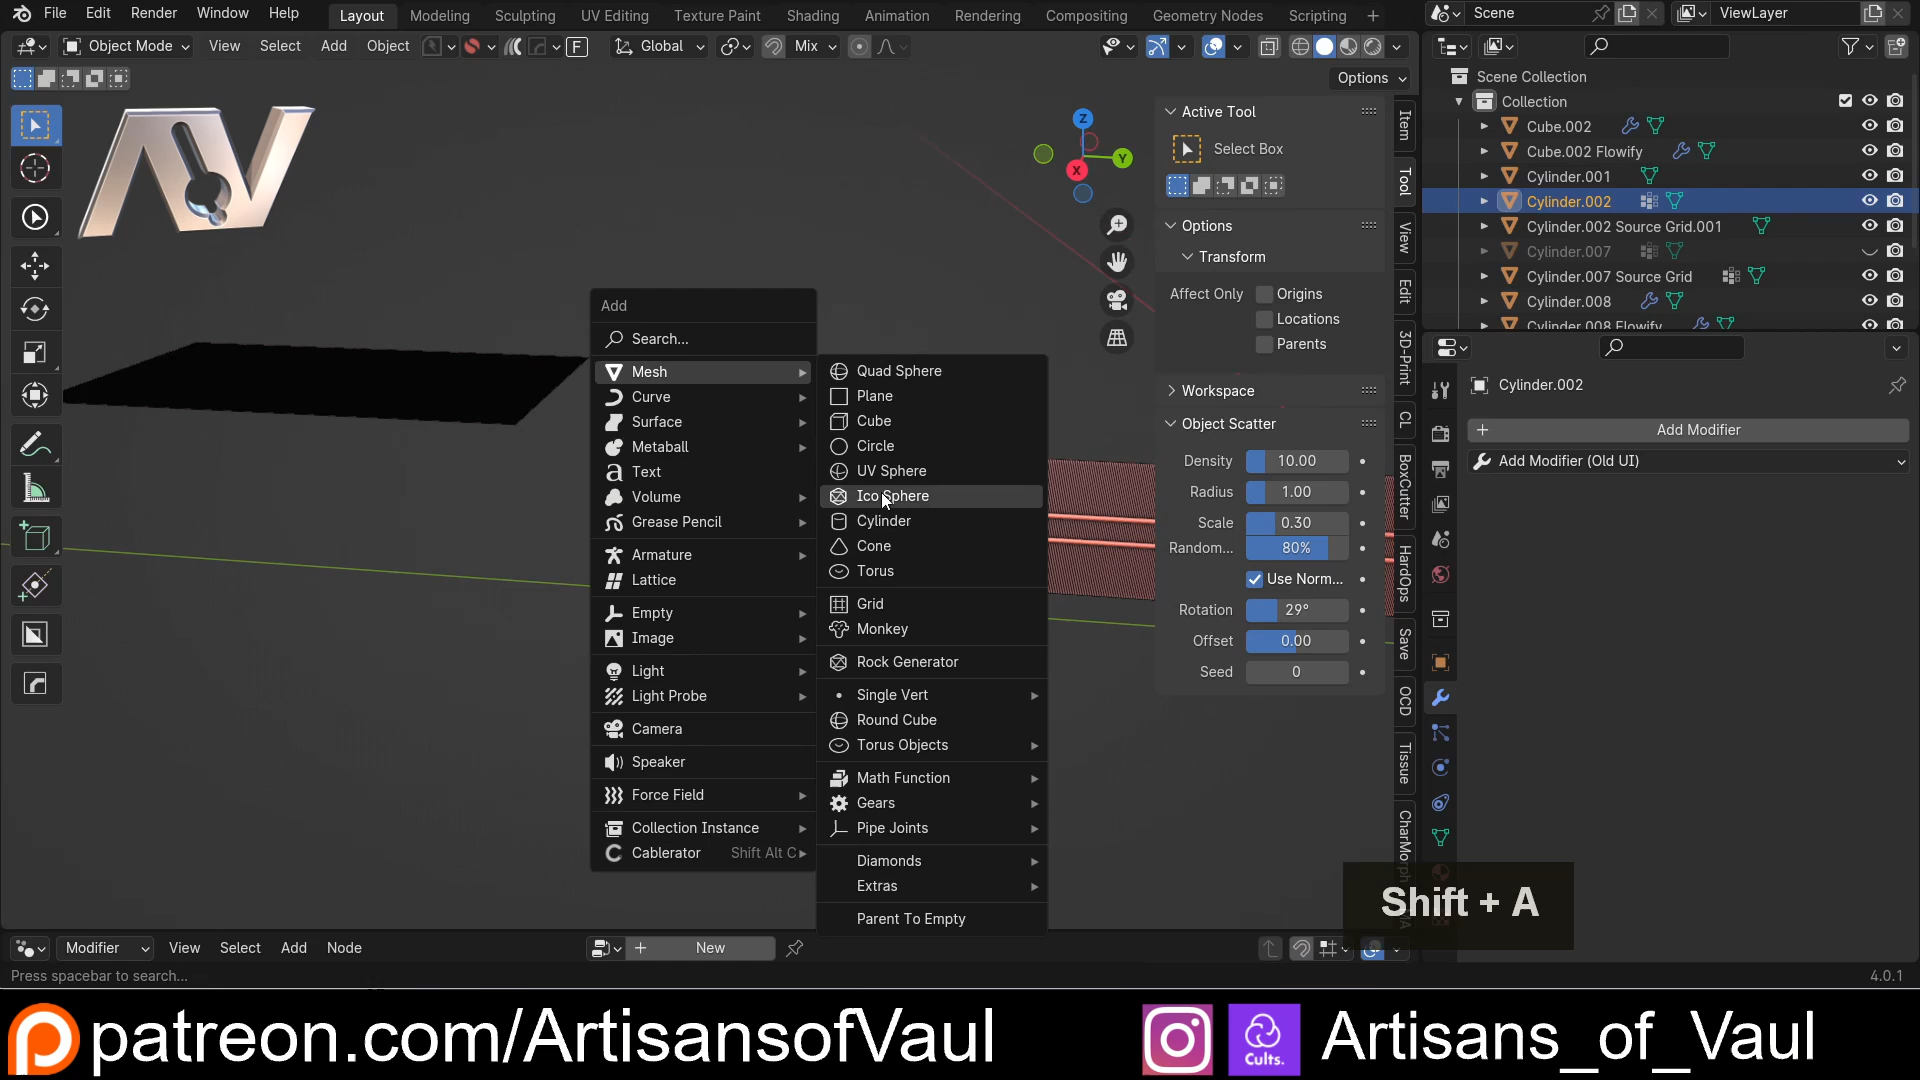 File Edit Render Window Help Layout Modeling Sculpting UV Editing Texture Paint Shading Animation Rendering Compositing Geometry Nodes Scripting + Scene ViewLayer
Object Mode View Select Add Object F Global Mix
Options
AV
Z
Y
X
Active Tool
Select Box
Options
Transform
Affect Only Origins
Locations
Parents
Workspace
Object Scatter
Density 10.00
Radius 1.00
Scale 0.30
Random... 80%
Use Norm...
Rotation 29°
Offset 0.00
Seed 0
Item
Tool
View
Edit
3D-Print
CL
BoxCutter
HardOps
Save
OCD
Tissue
CharMorph
Add
Search...
Mesh
Curve
Surface
Metaball
Text
Volume
Grease Pencil
Armature
Lattice
Empty
Image
Light
Light Probe
Camera
Speaker
Force Field
Collection Instance
Cablerator Shift Alt C
Quad Sphere
Plane
Cube
Circle
UV Sphere
Ico Sphere
Cylinder
Cone
Torus
Grid
Monkey
Rock Generator
Single Vert
Round Cube
Torus Objects
Math Function
Gears
Pipe Joints
Diamonds
Extras
Parent To Empty
Scene Collection
Collection
Cube.002
Cube.002 Flowify
Cylinder.001
Cylinder.002
Cylinder.002 Source Grid.001
Cylinder.007
Cylinder.007 Source Grid
Cylinder.008
Cylinder.008 Flowify
Cylinder.002
+ Add Modifier
Add Modifier (Old UI)
Shift + A
Modifier View Select Add Node + New
Press spacebar to search... 4.0.1
patreon.com/ArtisansofVaul Cults. Artisans_of_Vaul